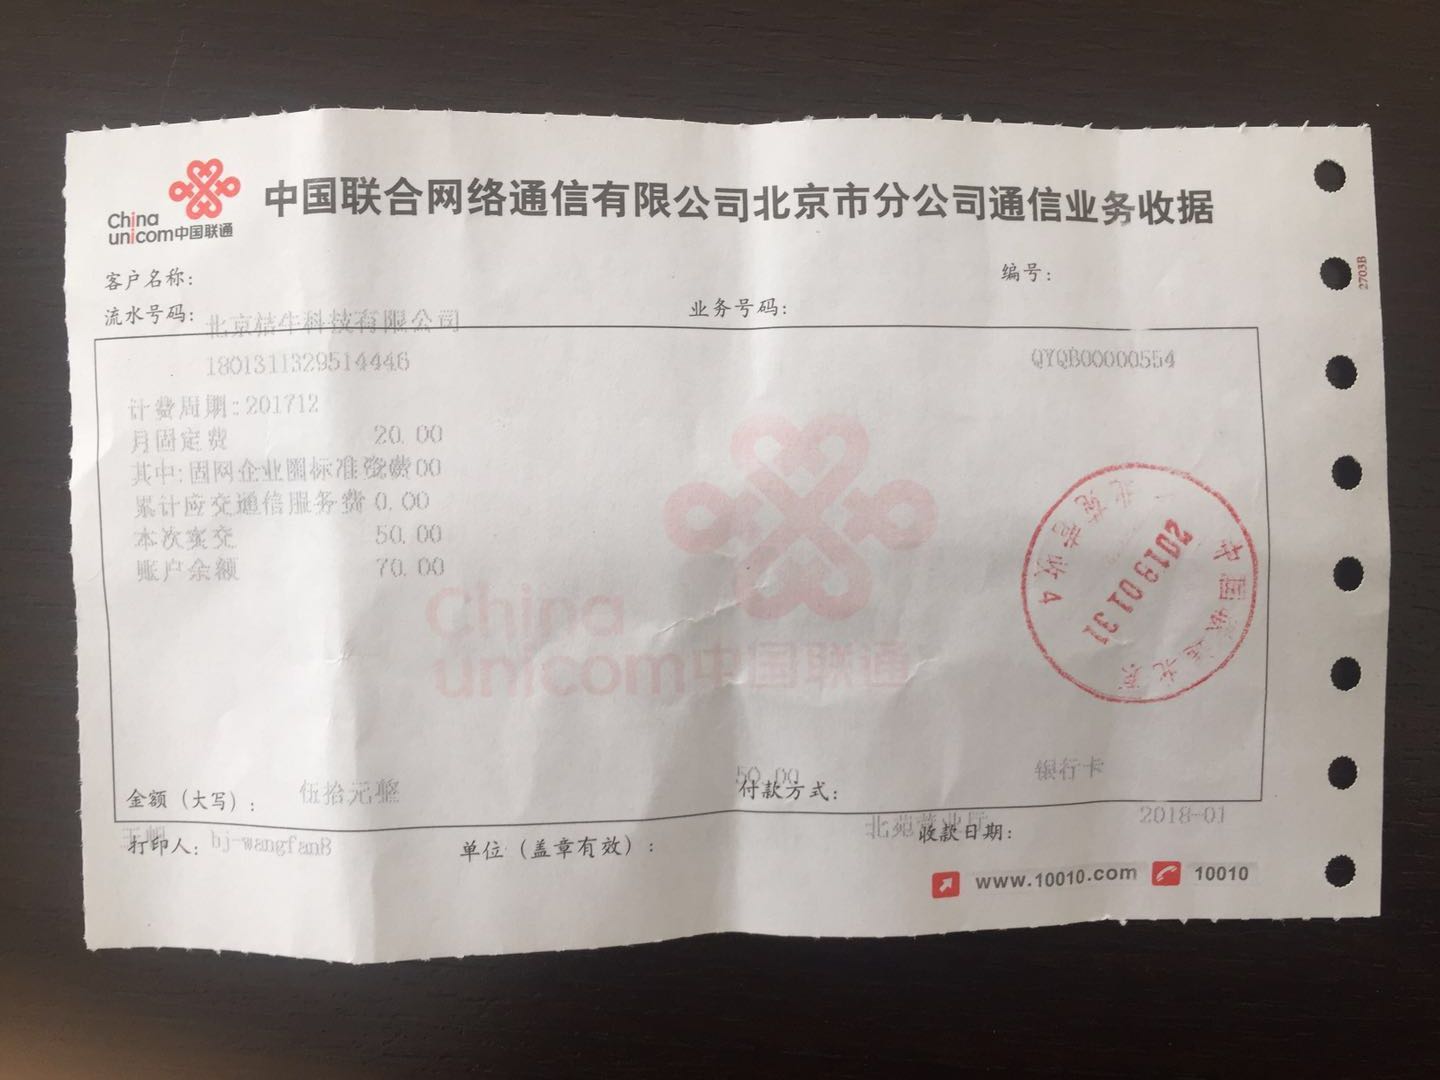 China
unicom中国联通
中国联合网络通信有限公司北京市分公司通信业务收据
客户名称:
编号:
流水号码:
北京桔牛科技有限公司
业务号码:
2703B
180131132951​4446
QYQB00000554
计费周期:201712
月固定费 20.00
其中:固网企业圈标准资费 00
累计应交通信服务费 0.00
本次实交 50.00
账户余额 70.00
China
unicom中国联通
中国联通北京
北苑营收4
20190131
金额(大写): 伍拾元整
50.00
付款方式:
银行卡
打印人: bj-wangfan8
单位(盖章有效):
北苑营业厅
收款日期:
2018-01
www.10010.com
10010